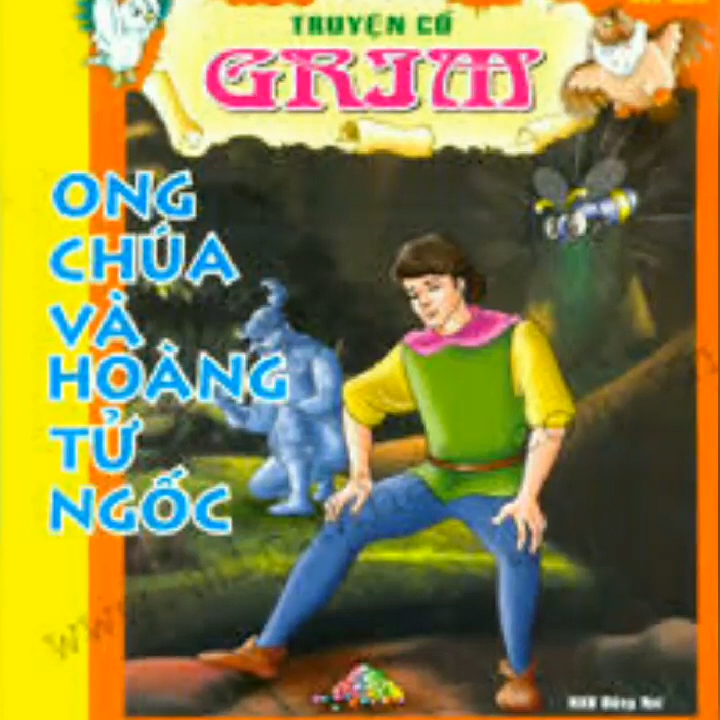 TRUYỆN CỔ
GRIM
ONG
CHÚA
VÀ
HOÀNG
TỬ
NGỐC